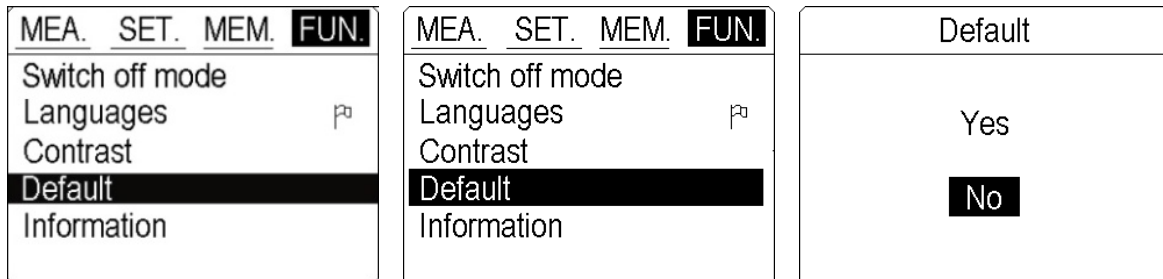 MEA. SET. MEM. FUN.
Switch off mode
Languages
Contrast
Default
Information
MEA. SET. MEM. FUN.
Switch off mode
Languages
Contrast
Default
Information
Default
Yes
No